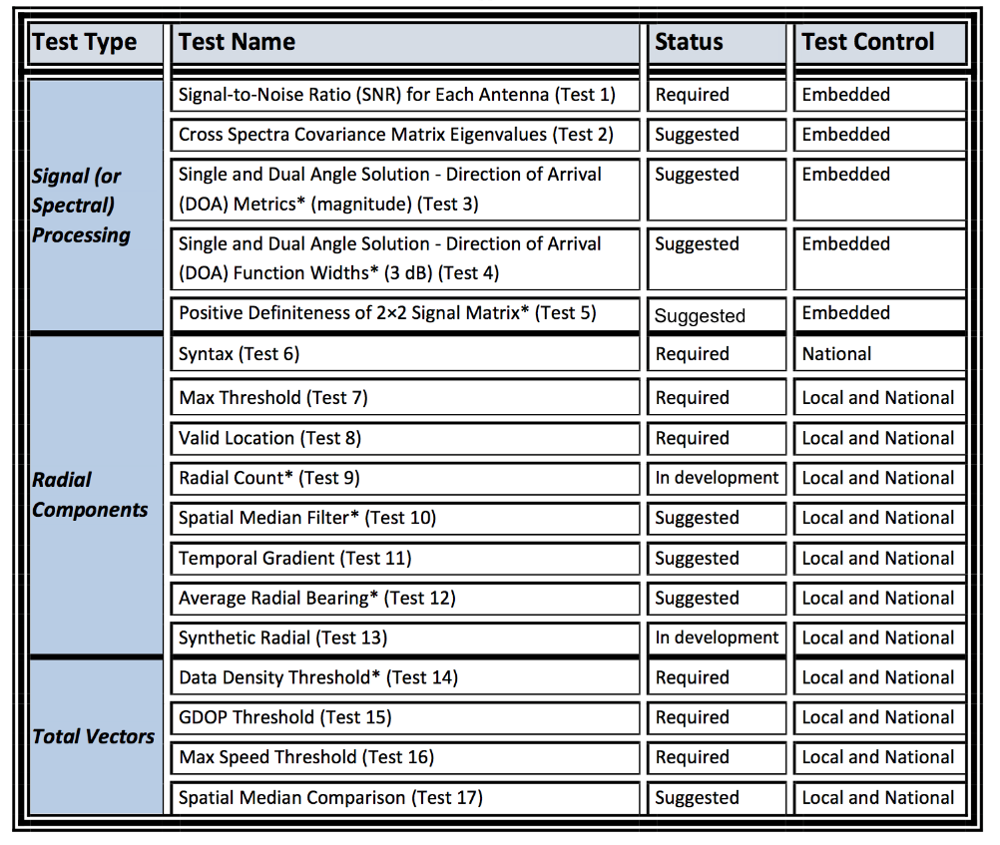 Test Type Test Name Status Test Control
Signal (or
Spectral)
Processing
Signal-to-Noise Ratio (SNR) for Each Antenna (Test 1) Required Embedded
Cross Spectra Covariance Matrix Eigenvalues (Test 2) Suggested Embedded
Single and Dual Angle Solution - Direction of Arrival Suggested Embedded
(DOA) Metrics* (magnitude) (Test 3)
Single and Dual Angle Solution - Direction of Arrival Suggested Embedded
(DOA) Function Widths* (3 dB) (Test 4)
Positive Definiteness of 2×2 Signal Matrix* (Test 5) Suggested Embedded
Radial
Components
Syntax (Test 6) Required National
Max Threshold (Test 7) Required Local and National
Valid Location (Test 8) Required Local and National
Radial Count* (Test 9) In development Local and National
Spatial Median Filter* (Test 10) Suggested Local and National
Temporal Gradient (Test 11) Suggested Local and National
Average Radial Bearing* (Test 12) Suggested Local and National
Synthetic Radial (Test 13) In development Local and National
Total Vectors
Data Density Threshold* (Test 14) Required Local and National
GDOP Threshold (Test 15) Required Local and National
Max Speed Threshold (Test 16) Required Local and National
Spatial Median Comparison (Test 17) Suggested Local and National